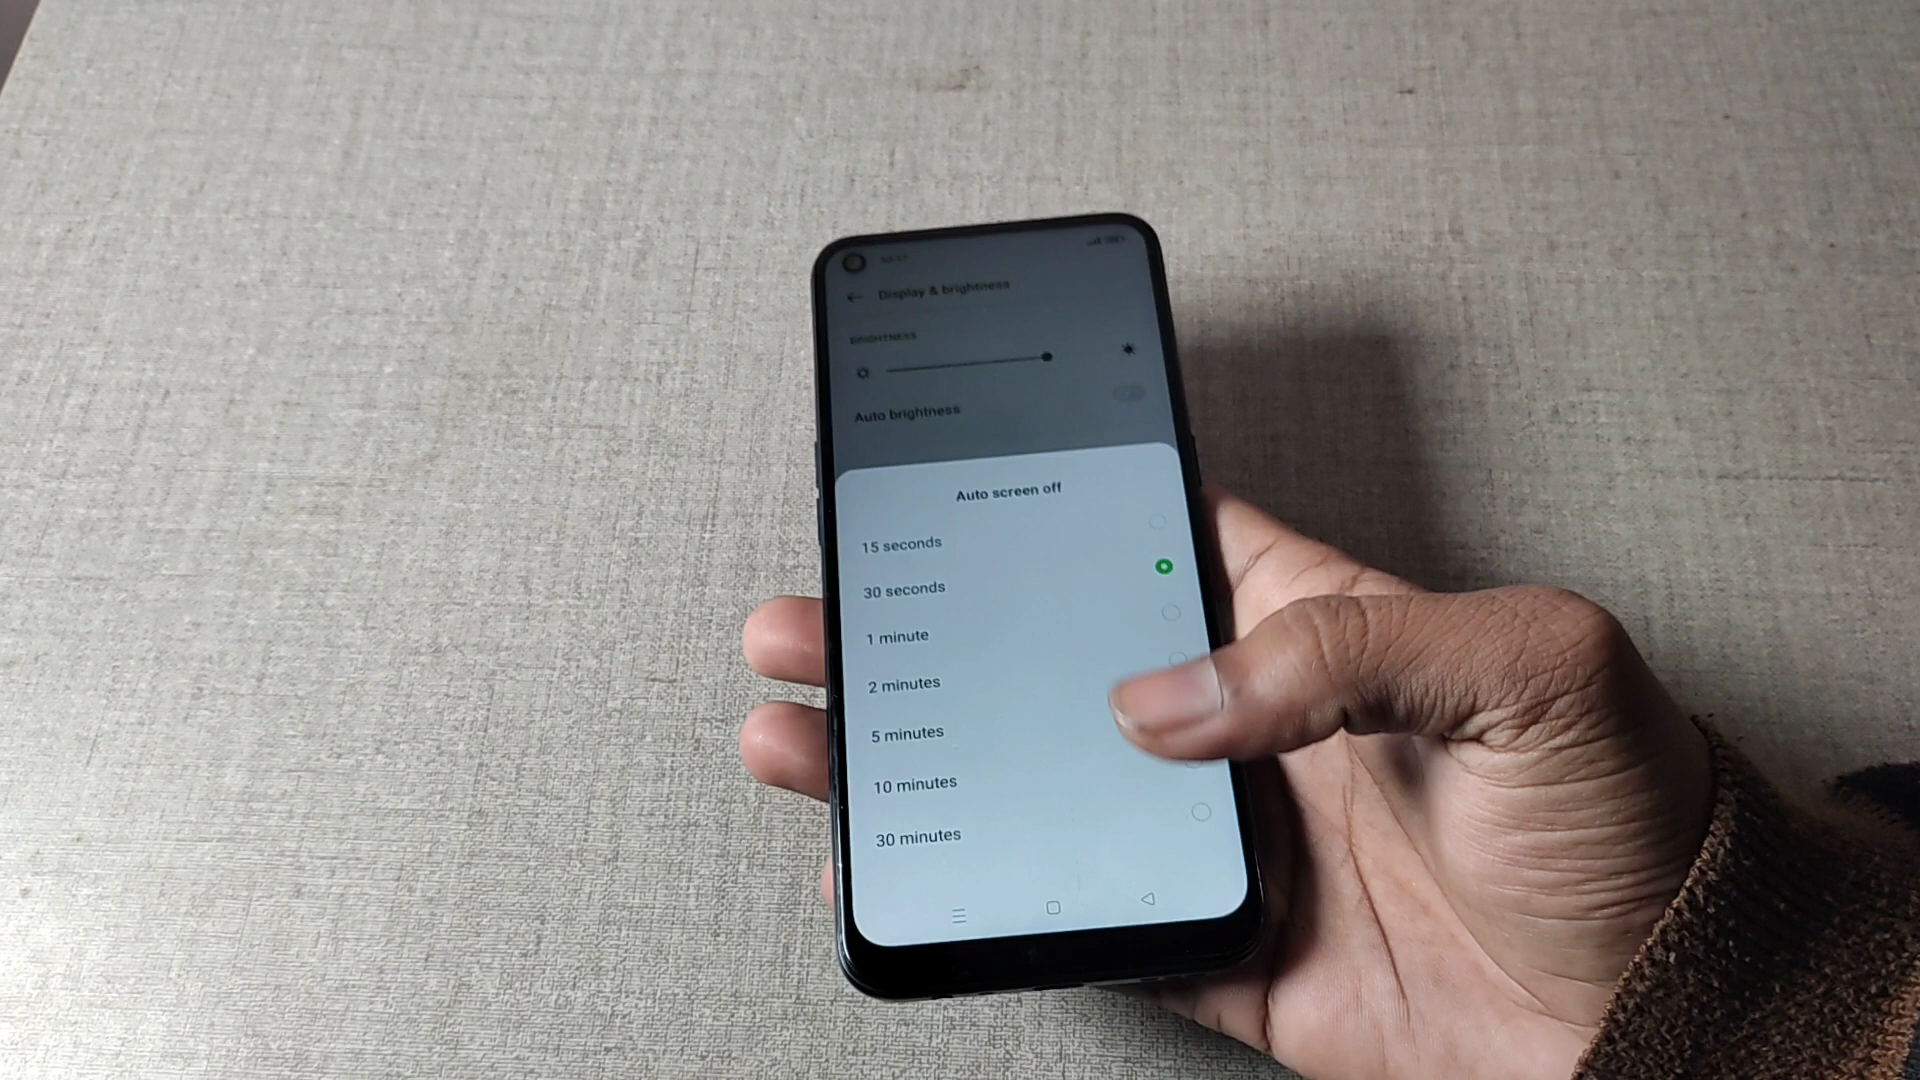 Display & brightness
BRIGHTNESS
Auto brightness
Auto screen off
15 seconds
30 seconds
1 minute
2 minutes
5 minutes
10 minutes
30 minutes